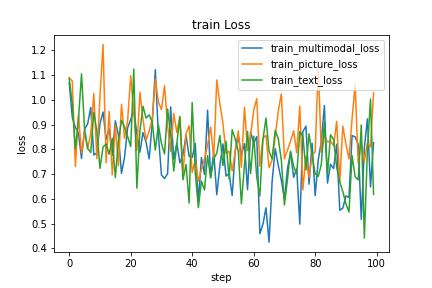 train Loss
train_multimodal_loss
train_picture_loss
train_text_loss
loss
1.2
1.1
1.0
0.9
0.8
0.7
0.6
0.5
0.4
0 20 40 60 80 100
step